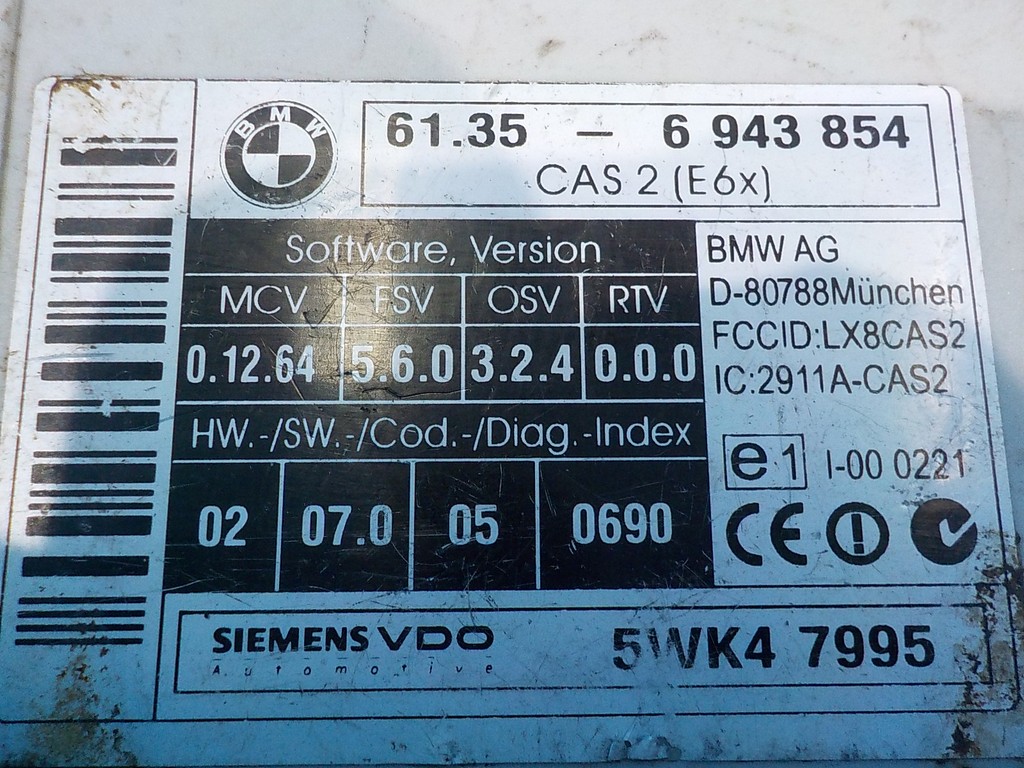 BMW
61.35 – 6 943 854
CAS 2 (E6x)
Software, Version
MCV FSV OSV RTV
0.12.64 5.6.0 3.2.4 0.0.0
HW.-/SW.-/Cod.-/Diag.-Index
02 07.0 05 0690
BMW AG
D-80788München
FCCID:LX8CAS2
IC:2911A-CAS2
e1 I-00 0221
CE
SIEMENS VDO
Automotive
5WK4 7995